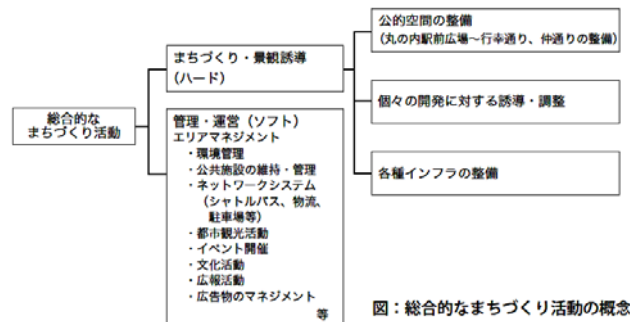 総合的な
まちづくり活動
まちづくり・景観誘導
(ハード)
管理・運営(ソフト)
エリアマネジメント
・環境管理
・公共施設の維持・管理
・ネットワークシステム
(シャトルバス、物流、
駐車場等)
・都市観光活動
・イベント開催
・文化活動
・広報活動
・広告物のマネジメント
等
公的空間の整備
(丸の内駅前広場〜行幸通り、仲通りの整備)
個々の開発に対する誘導・調整
各種インフラの整備
図:総合的なまちづくり活動の概念